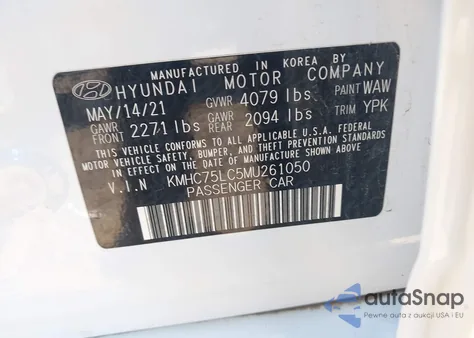 MANUFACTURED IN KOREA BY
HYUNDAI MOTOR COMPANY
MAY/14/21 GVWR 4079 lbs PAINT WAW
GAWR FRONT 2271 lbs GAWR REAR 2094 lbs TRIM YPK
THIS VEHICLE CONFORMS TO ALL APPLICABLE U.S.A. FEDERAL
MOTOR VEHICLE SAFETY, BUMPER, AND THEFT PREVENTION
STANDARDS IN EFFECT ON THE DATE OF MANUFACTURE SHOWN ABOVE.
V.I.N KMHC75LC5MU261050
PASSENGER CAR
autaSnap
Pewne auta z aukcji USA i EU